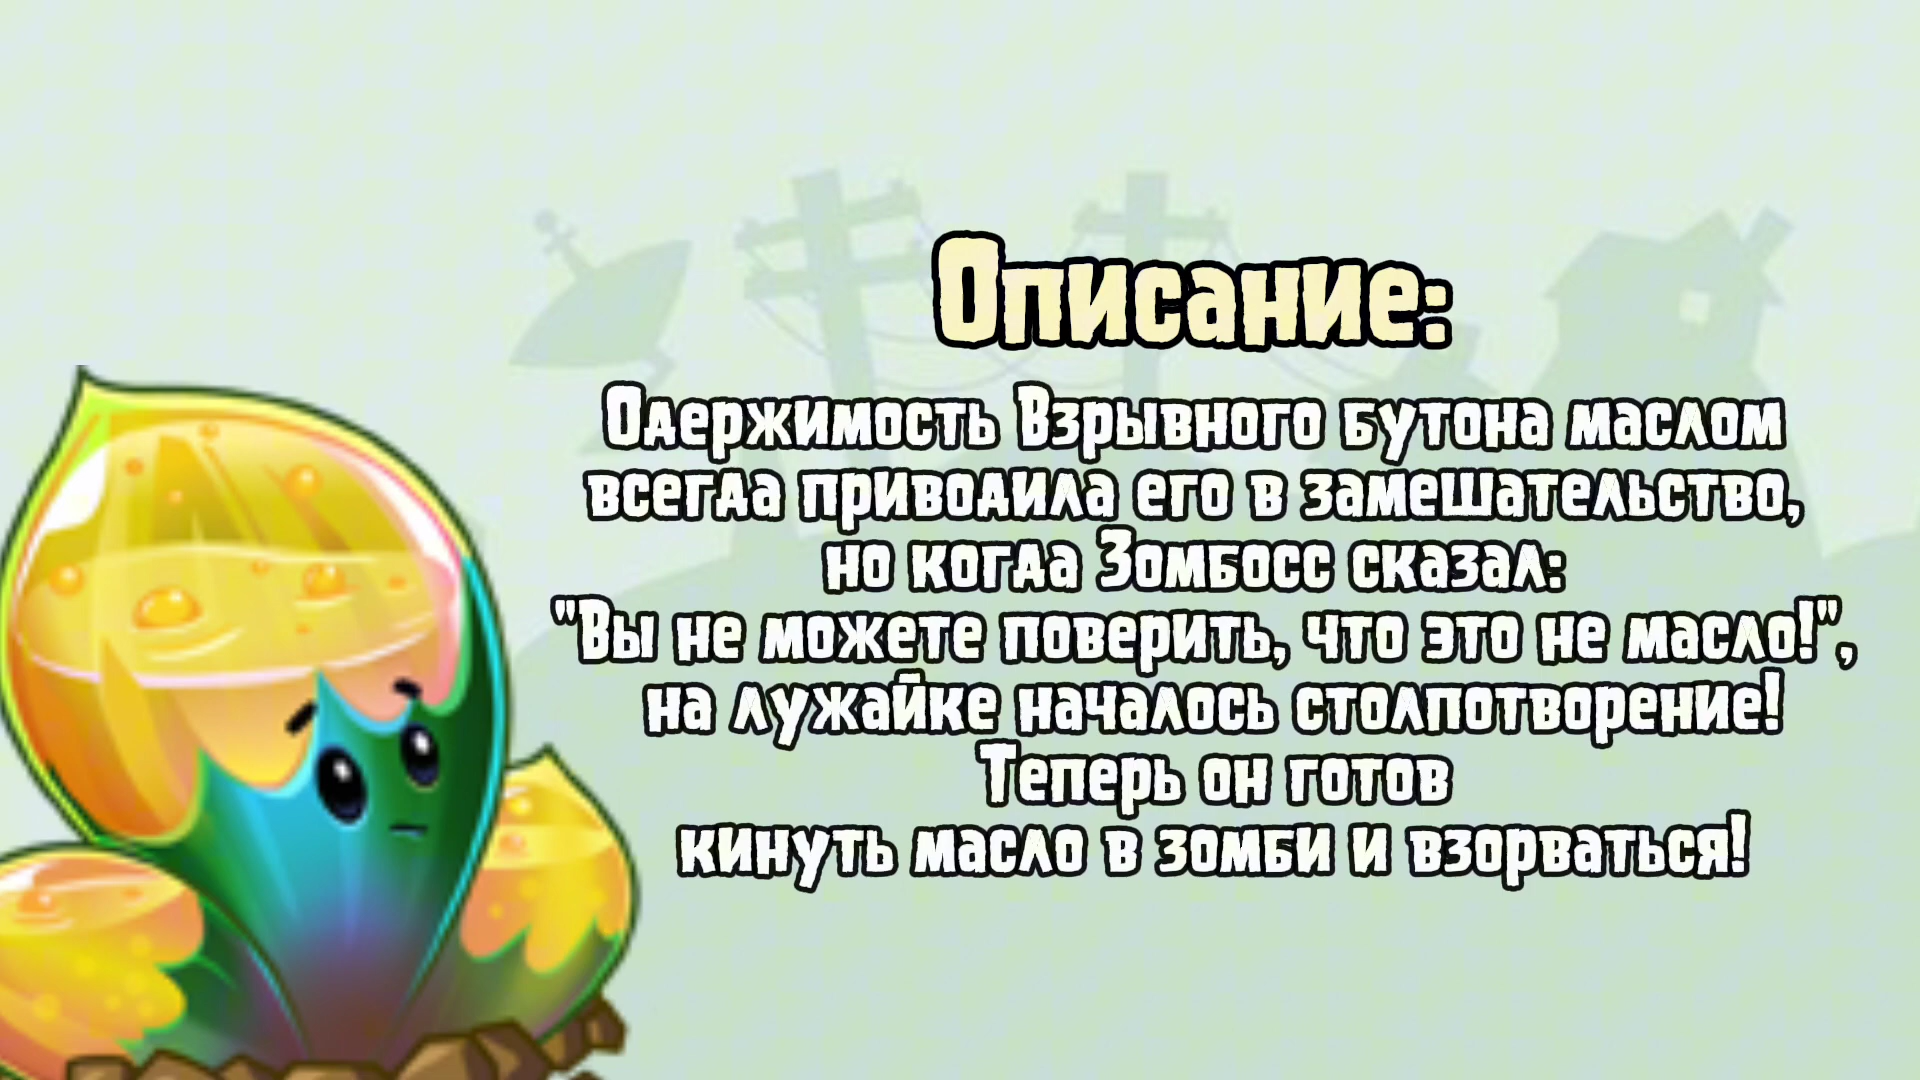 Описание:
Одержимость Взрывного бутона маслом
всегда приводила его в замешательство,
но когда Зомбосс сказал:
"Вы не можете поверить, что это не масло!",
на лужайке началось столпотворение!
Теперь он готов
кинуть масло в зомби и взорваться!